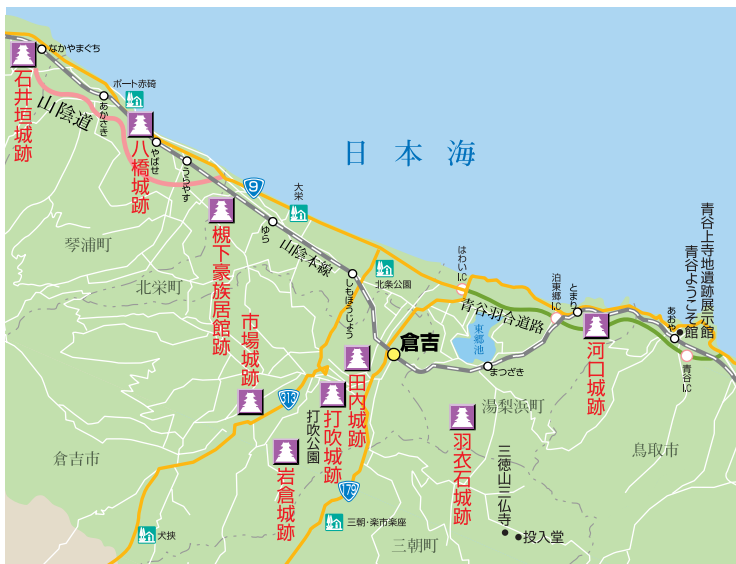 なかやまぐち
石井垣城跡
山陰道
ポート赤碕
あかさき
八橋城跡
やばせ
うらやす
日本海
9
大栄
ゆら
槻下豪族居館跡
琴浦町
北栄町
山陰本線
北条公園
しもほうじょう
はわいI.C
青谷羽合道路
泊東郷I.C
とまり
青谷上寺地遺跡展示館
青谷ようこそ館
あおや
青谷I.C
倉吉
東郷池
まつざき
河口城跡
市場城跡
313
田内城跡
打吹城跡
打吹公園
湯梨浜町
羽衣石城跡
鳥取市
倉吉市
岩倉城跡
179
三徳山三仏寺
投入堂
犬挾
三朝・楽市楽座
三朝町